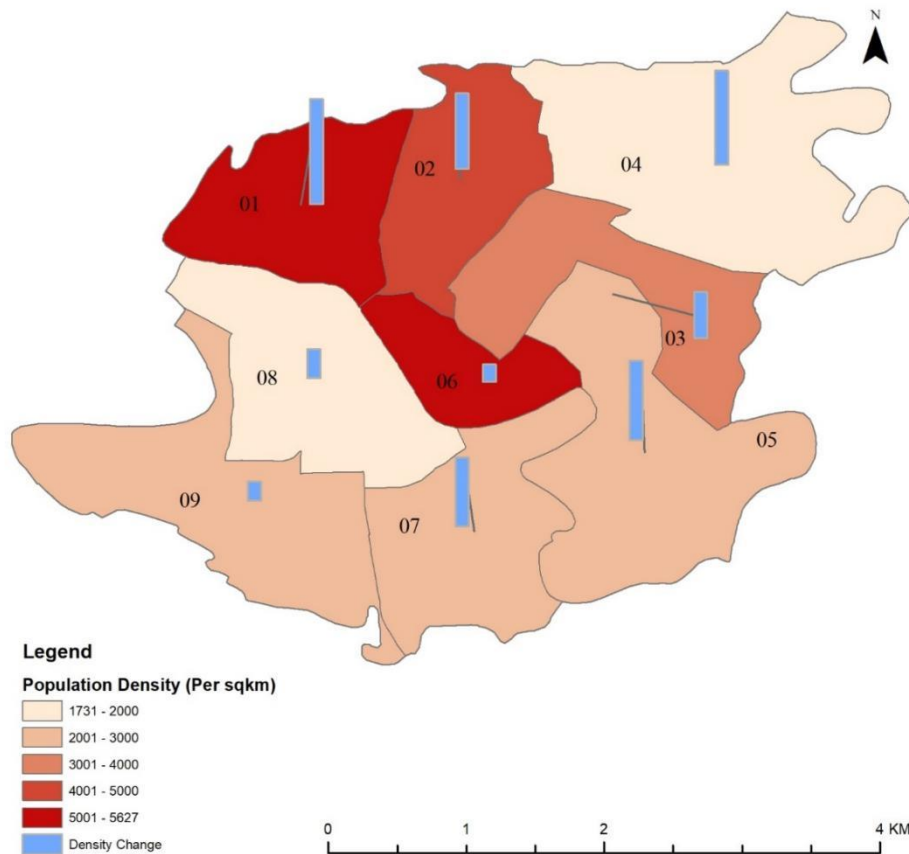 N
04
02
01
03
08
06
05
09
07
Legend
Population Density (Per sqkm)
1731 - 2000
2001 - 3000
3001 - 4000
4001 - 5000
5001 - 5627
Density Change
0 1 2 4 KM